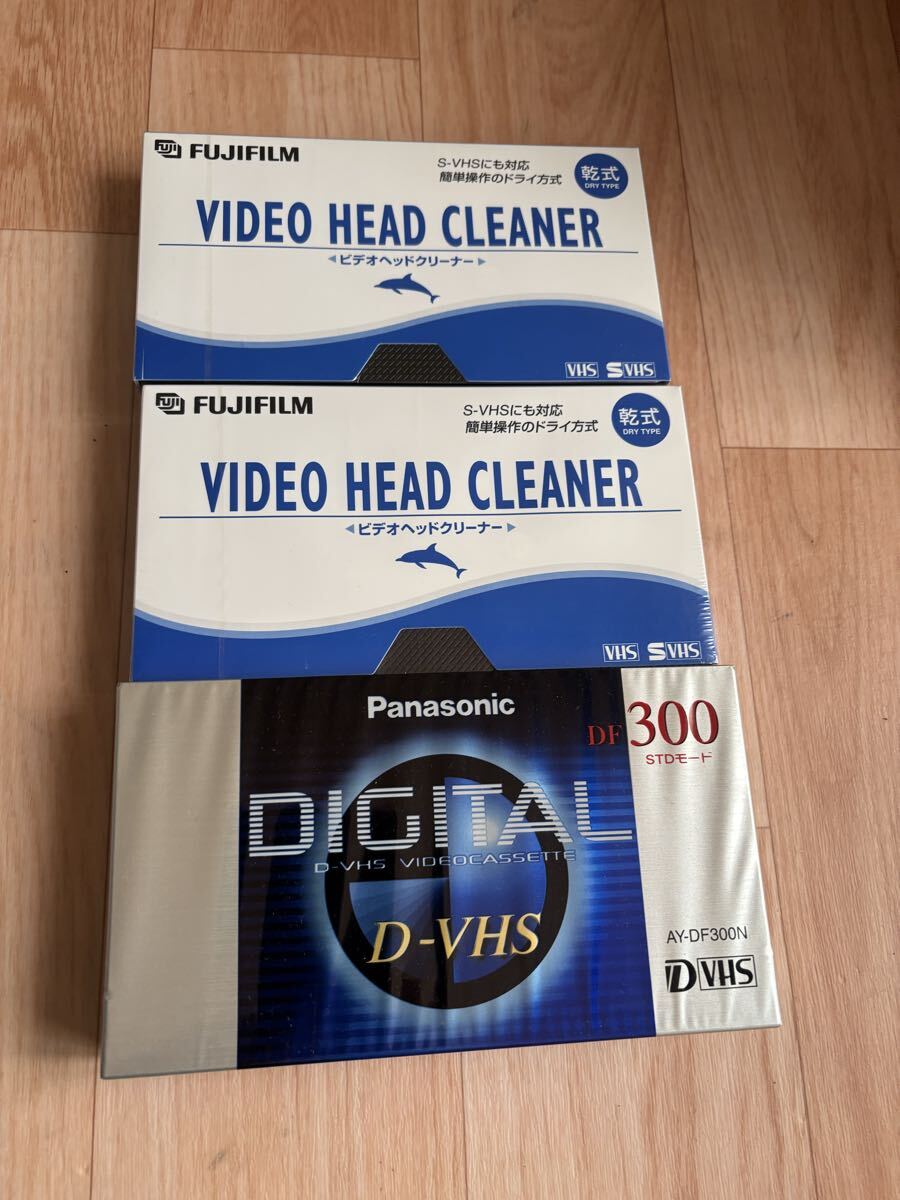 FUJI FUJIFILM
S-VHSにも対応
簡単操作のドライ方式
乾式
DRY TYPE
VIDEO HEAD CLEANER
ビデオヘッドクリーナー
VHS S VHS
FUJI FUJIFILM
S-VHSにも対応
簡単操作のドライ方式
乾式
DRY TYPE
VIDEO HEAD CLEANER
ビデオヘッドクリーナー
VHS S VHS
Panasonic
DF300
STDモード
DIGITAL
D-VHS VIDEOCASSETTE
D-VHS
AY-DF300N
D VHS